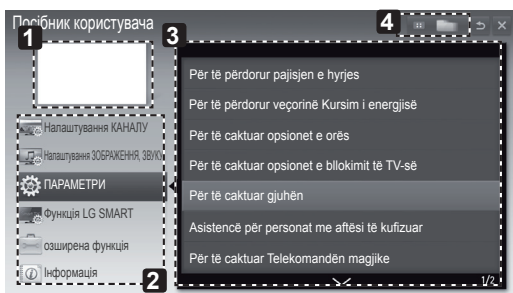 Посібник користувача
1
3
4
Налаштування КАНАЛУ
Налаштування ЗОБРАЖЕННЯ, ЗВУКУ
ПАРАМЕТРИ
Функція LG SMART
озширена функція
Інформація
2
Për të përdorur pajisjen e hyrjes
Për të përdorur veçorinë Kursim i energjisë
Për të caktuar opsionet e orës
Për të caktuar opsionet e bllokimit të TV-së
Për të caktuar gjuhën
Asistencë për personat me aftësi të kufizuar
Për të caktuar Telekomandën magjike
1/2